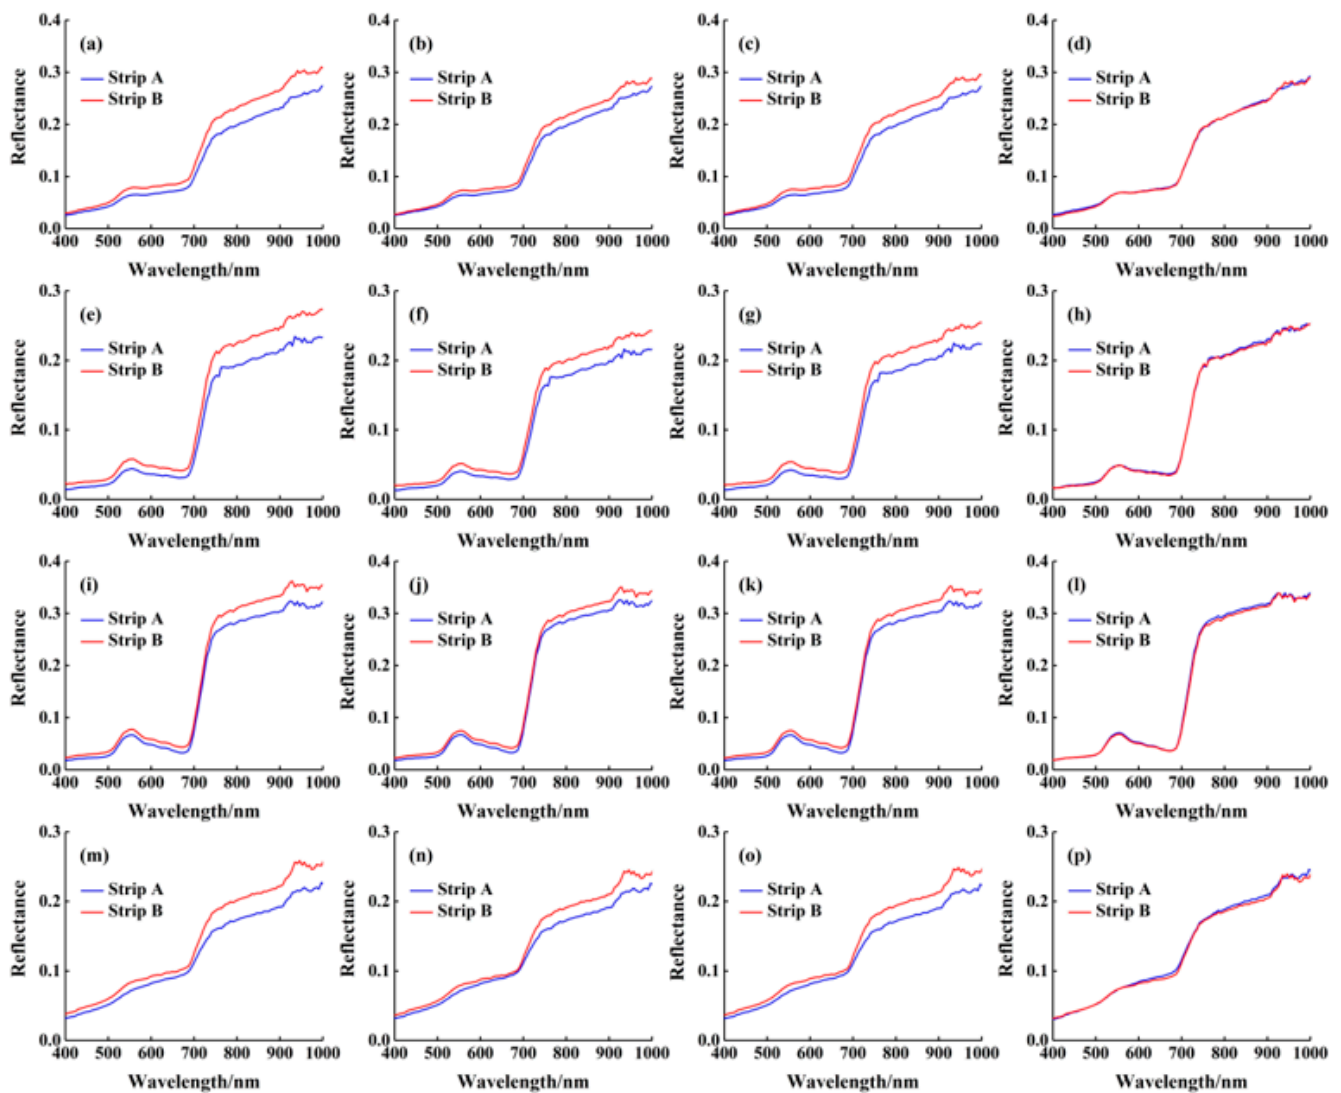 0.4
(a)
Strip A
Strip B
0.3
0.2
0.1
0.0
Reflectance
400 500 600 700 800 900 1000
Wavelength/nm
0.4
(b)
Strip A
Strip B
0.3
0.2
0.1
0.0
Reflectance
400 500 600 700 800 900 1000
Wavelength/nm
0.4
(c)
Strip A
Strip B
0.3
0.2
0.1
0.0
Reflectance
400 500 600 700 800 900 1000
Wavelength/nm
0.4
(d)
Strip A
Strip B
0.3
0.2
0.1
0.0
Reflectance
400 500 600 700 800 900 1000
Wavelength/nm
0.3
(e)
Strip A
Strip B
0.2
0.1
0.0
Reflectance
400 500 600 700 800 900 1000
Wavelength/nm
0.3
(f)
Strip A
Strip B
0.2
0.1
0.0
Reflectance
400 500 600 700 800 900 1000
Wavelength/nm
0.3
(g)
Strip A
Strip B
0.2
0.1
0.0
Reflectance
400 500 600 700 800 900 1000
Wavelength/nm
0.3
(h)
Strip A
Strip B
0.2
0.1
0.0
Reflectance
400 500 600 700 800 900 1000
Wavelength/nm
0.4
(i)
Strip A
Strip B
0.3
0.2
0.1
0.0
Reflectance
400 500 600 700 800 900 1000
Wavelength/nm
0.4
(j)
Strip A
Strip B
0.3
0.2
0.1
0.0
Reflectance
400 500 600 700 800 900 1000
Wavelength/nm
0.4
(k)
Strip A
Strip B
0.3
0.2
0.1
0.0
Reflectance
400 500 600 700 800 900 1000
Wavelength/nm
0.4
(l)
Strip A
Strip B
0.3
0.2
0.1
0.0
Reflectance
400 500 600 700 800 900 1000
Wavelength/nm
0.3
(m)
Strip A
Strip B
0.2
0.1
0.0
Reflectance
400 500 600 700 800 900 1000
Wavelength/nm
0.3
(n)
Strip A
Strip B
0.2
0.1
0.0
Reflectance
400 500 600 700 800 900 1000
Wavelength/nm
0.3
(o)
Strip A
Strip B
0.2
0.1
0.0
Reflectance
400 500 600 700 800 900 1000
Wavelength/nm
0.3
(p)
Strip A
Strip B
0.2
0.1
0.0
Reflectance
400 500 600 700 800 900 1000
Wavelength/nm